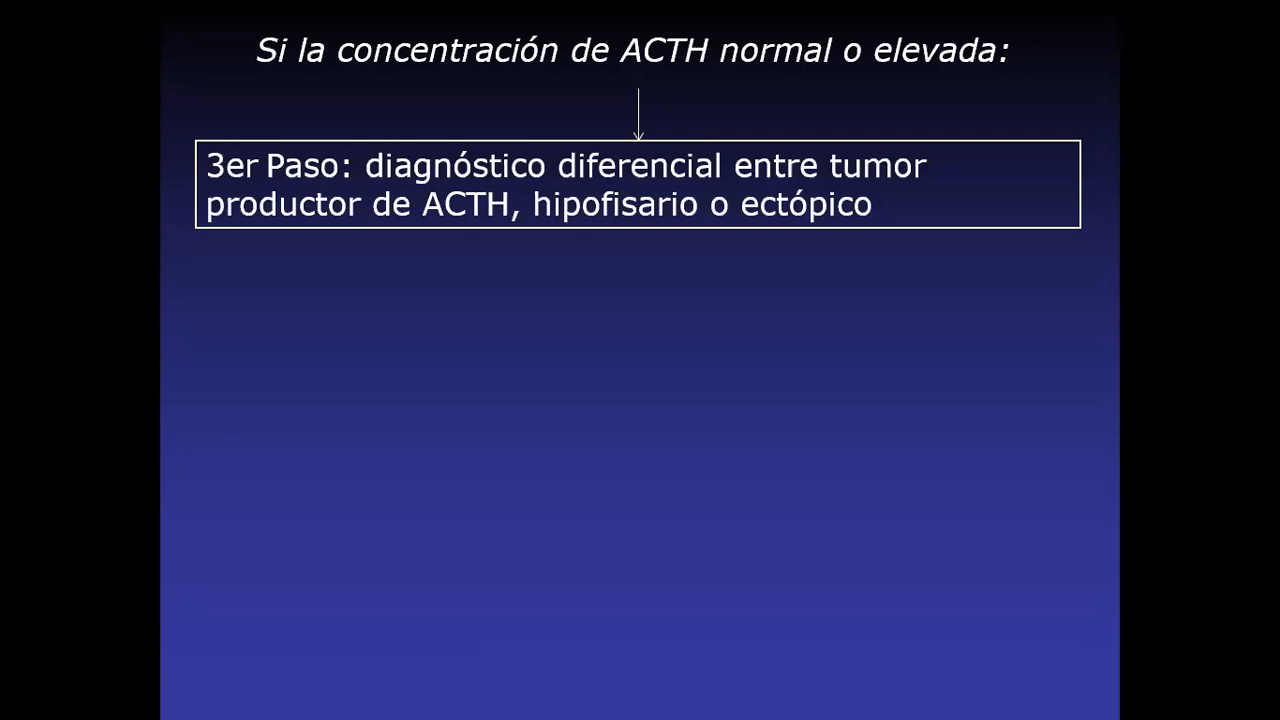 Si la concentración de ACTH normal o elevada:
3er Paso: diagnóstico diferencial entre tumor
productor de ACTH, hipofisario o ectópico